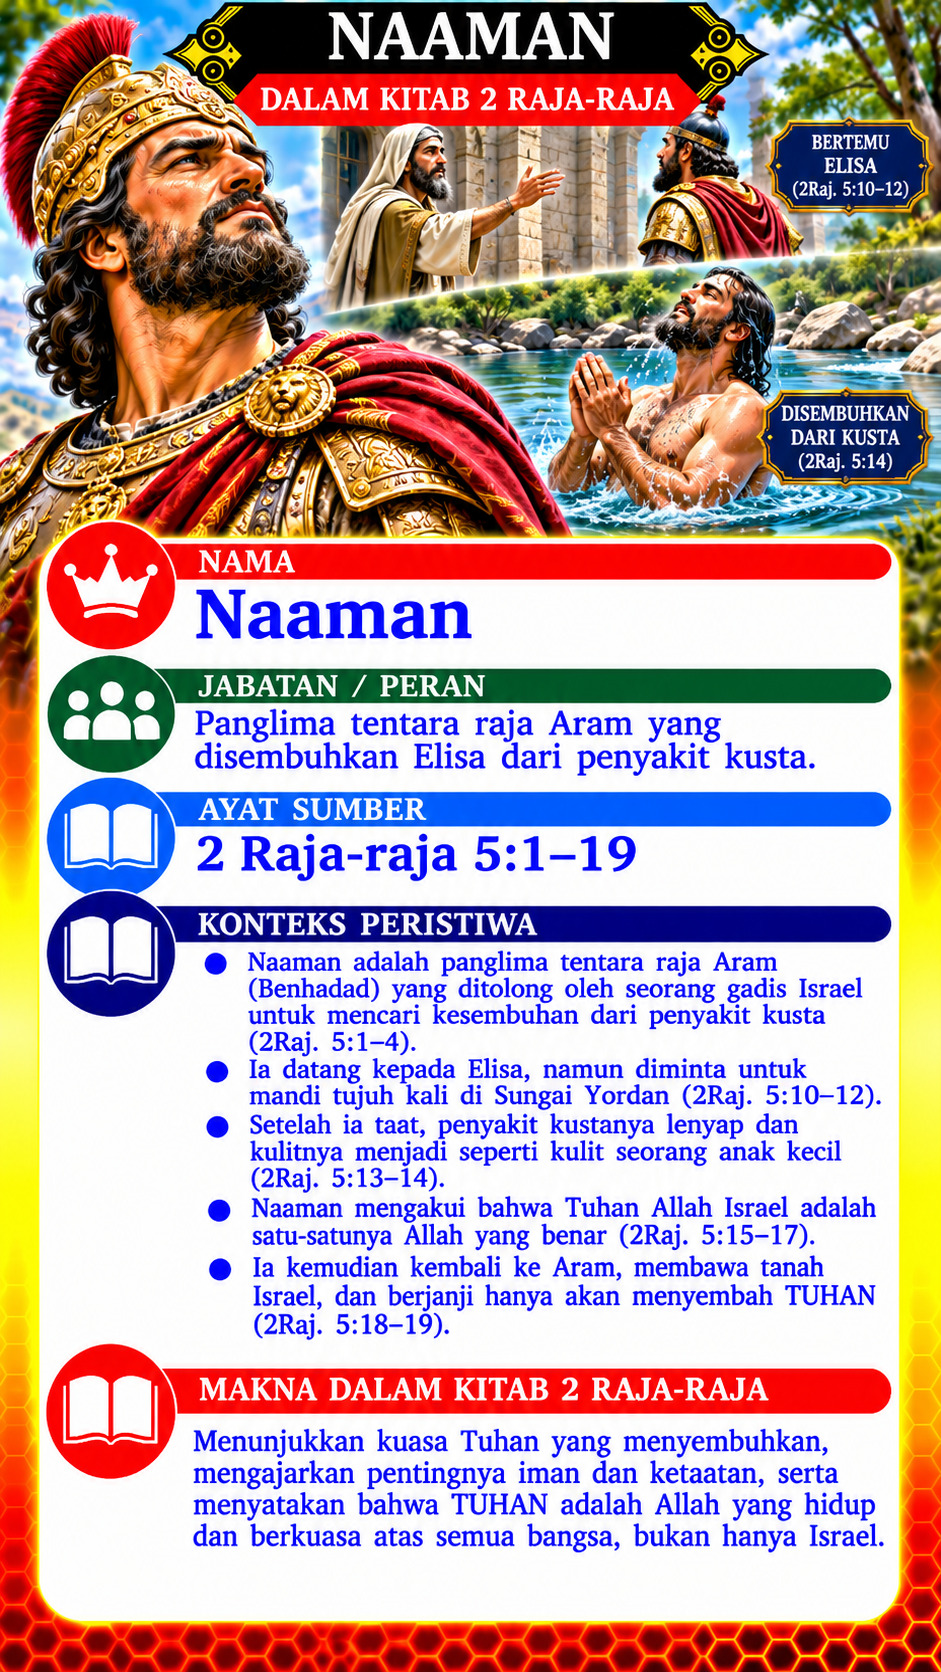 NAAMAN
DALAM KITAB 2 RAJA-RAJA
BERTEMU
ELISA
(2Raj. 5:10–12)
DISEMBUHKAN
DARI KUSTA
(2Raj. 5:14)
NAMA
Naaman
JABATAN / PERAN
Panglima tentara raja Aram yang
disembuhkan Elisa dari penyakit kusta.
AYAT SUMBER
2 Raja-raja 5:1–19
KONTEKS PERISTIWA
● Naaman adalah panglima tentara raja Aram
(Benhadad) yang ditolong oleh seorang gadis Israel
untuk mencari kesembuhan dari penyakit kusta
(2Raj. 5:1–4).
● Ia datang kepada Elisa, namun diminta untuk
mandi tujuh kali di Sungai Yordan (2Raj. 5:10–12).
● Setelah ia taat, penyakit kustanya lenyap dan
kulitnya menjadi seperti kulit seorang anak kecil
(2Raj. 5:13–14).
● Naaman mengakui bahwa Tuhan Allah Israel adalah
satu-satunya Allah yang benar (2Raj. 5:15–17).
● Ia kemudian kembali ke Aram, membawa tanah
Israel, dan berjanji hanya akan menyembah TUHAN
(2Raj. 5:18–19).
MAKNA DALAM KITAB 2 RAJA-RAJA
Menunjukkan kuasa Tuhan yang menyembuhkan,
mengajarkan pentingnya iman dan ketaatan, serta
menyatakan bahwa TUHAN adalah Allah yang hidup
dan berkuasa atas semua bangsa, bukan hanya Israel.